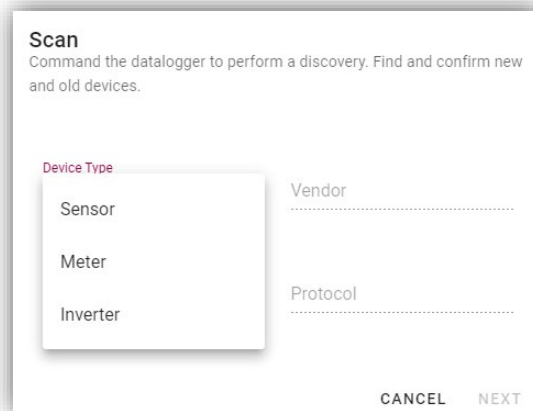 Scan
Command the datalogger to perform a discovery. Find and confirm new
and old devices.
Device Type
Sensor
Meter
Inverter
Vendor
Protocol
CANCEL NEXT